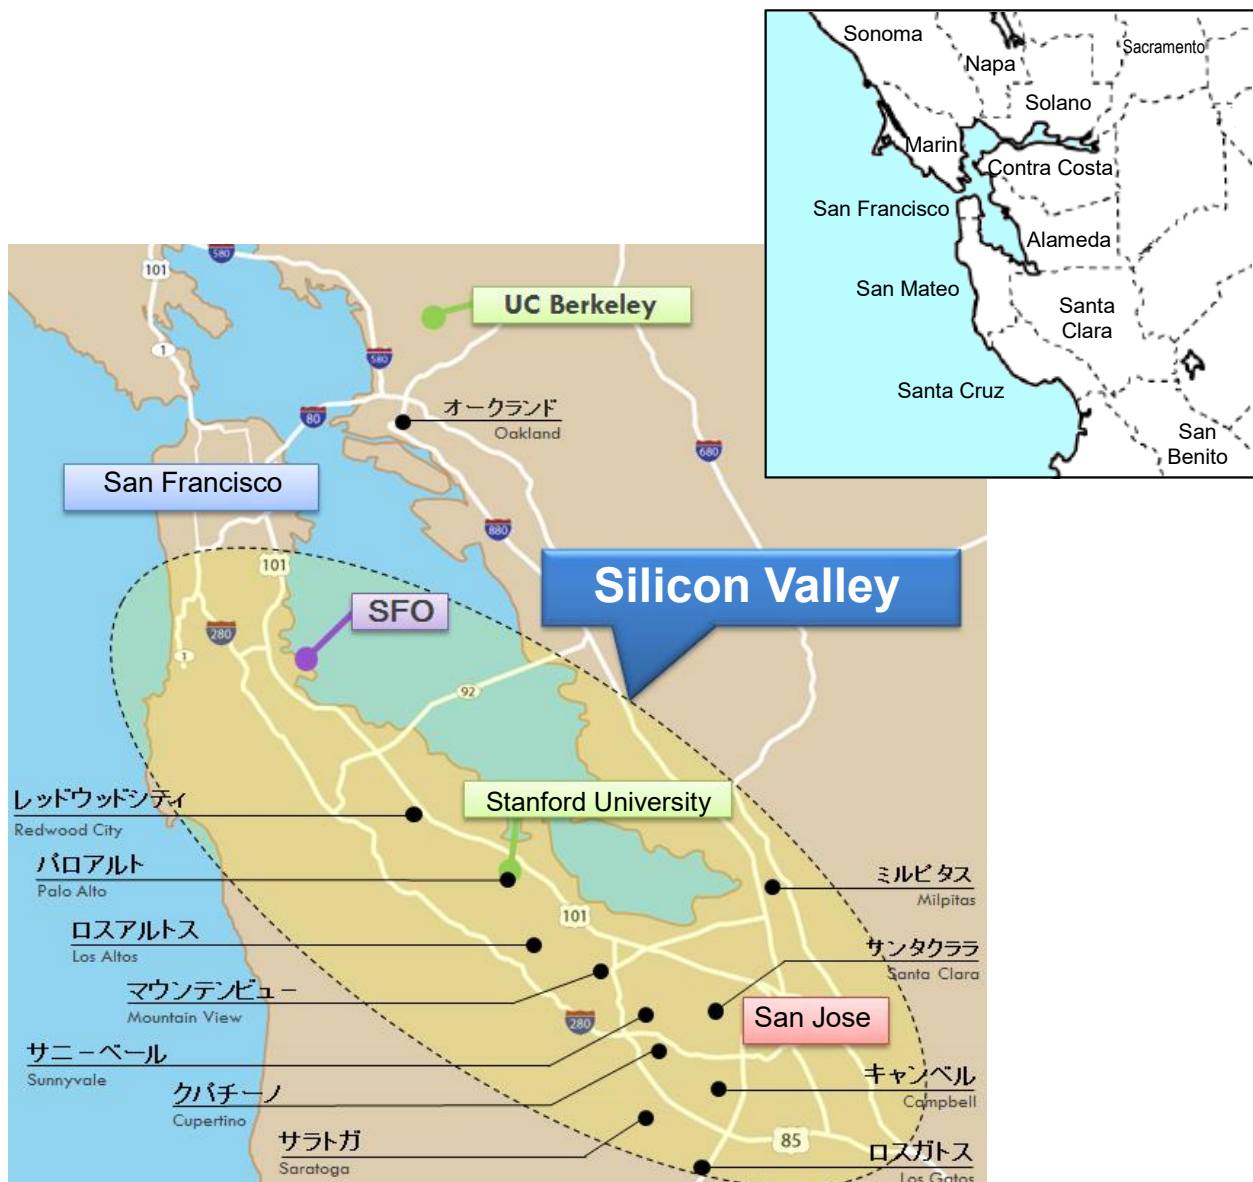 Sonoma
Napa
Sacramento
Solano
Marin
Contra Costa
San Francisco
Alameda
San Mateo
Santa
Clara
Santa Cruz
San
Benito
580
101
UC Berkeley
1
580
80
オークランド
Oakland
680
San Francisco
880
101
Silicon Valley
SFO
280
1
92
Stanford University
レッドウッドシティ
Redwood City
パロアルト
Palo Alto
ミルピタス
Milpitas
101
ロスアルトス
Los Altos
サンタクララ
Santa Clara
マウンテンビュー
Mountain View
San Jose
280
サニーベール
Sunnyvale
クパチーノ
Cupertino
キャンベル
Campbell
サラトガ
Saratoga
85
ロスガトス
Los Gatos